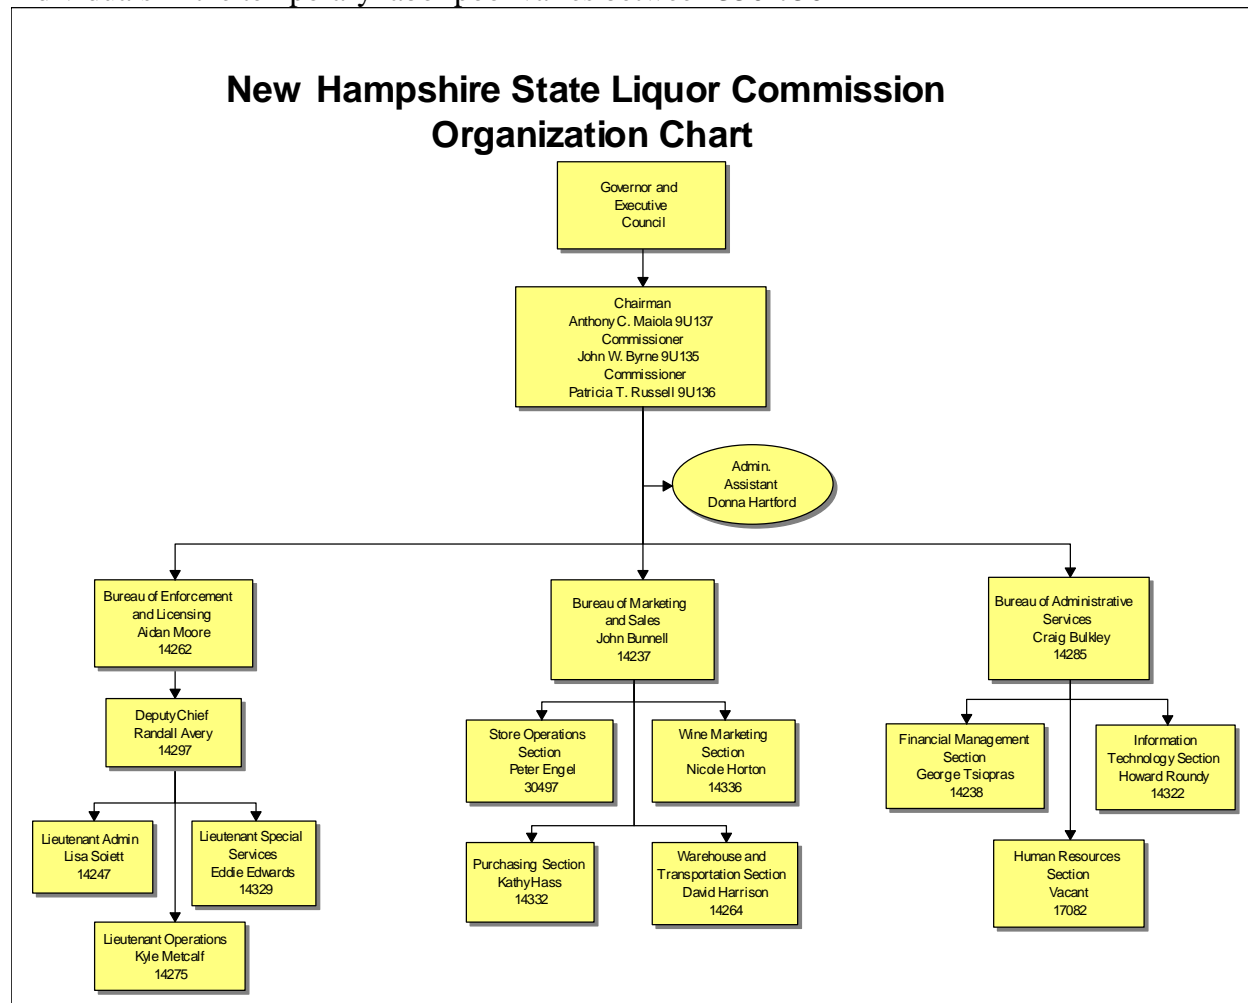 New Hampshire State Liquor Commission
Organization Chart
Governor and
Executive
Council
Chairman
Anthony C. Maiola 9U137
Commissioner
John W. Byrne 9U135
Commissioner
Patricia T. Russell 9U136
Admin.
Assistant
Donna Hartford
Bureau of Enforcement
and Licensing
Aidan Moore
14262
Bureau of Marketing
and Sales
John Bunnell
14237
Bureau of Administrative
Services
Craig Bulkley
14285
Deputy Chief
Randall Avery
14297
Store Operations
Section
Peter Engel
30497
Wine Marketing
Section
Nicole Horton
14336
Financial Management
Section
George Tsiopras
14238
Information
Technology Section
Howard Roundy
14322
Lieutenant Admin
Lisa Soiett
14247
Lieutenant Special
Services
Eddie Edwards
14329
Purchasing Section
Kathy Hass
14332
Warehouse and
Transportation Section
David Harrison
14264
Human Resources
Section
Vacant
17082
Lieutenant Operations
Kyle Metcalf
14275